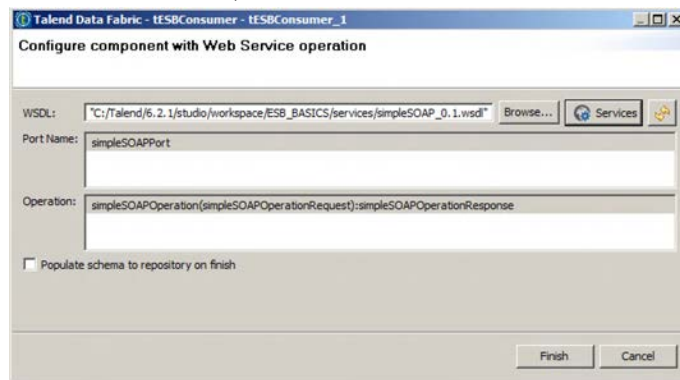 Talend Data Fabric - tESBConsumer - tESBConsumer_1
Configure component with Web Service operation
WSDL: "C:/Talend/6.2.1/studio/workspace/ESB_BASICS/services/simpleSOAP_0.1.wsdl" Browse... Services
Port Name: simpleSOAPPort
Operation: simpleSOAPOperation(simpleSOAPOperationRequest):simpleSOAPOperationResponse
Populate schema to repository on finish
Finish Cancel